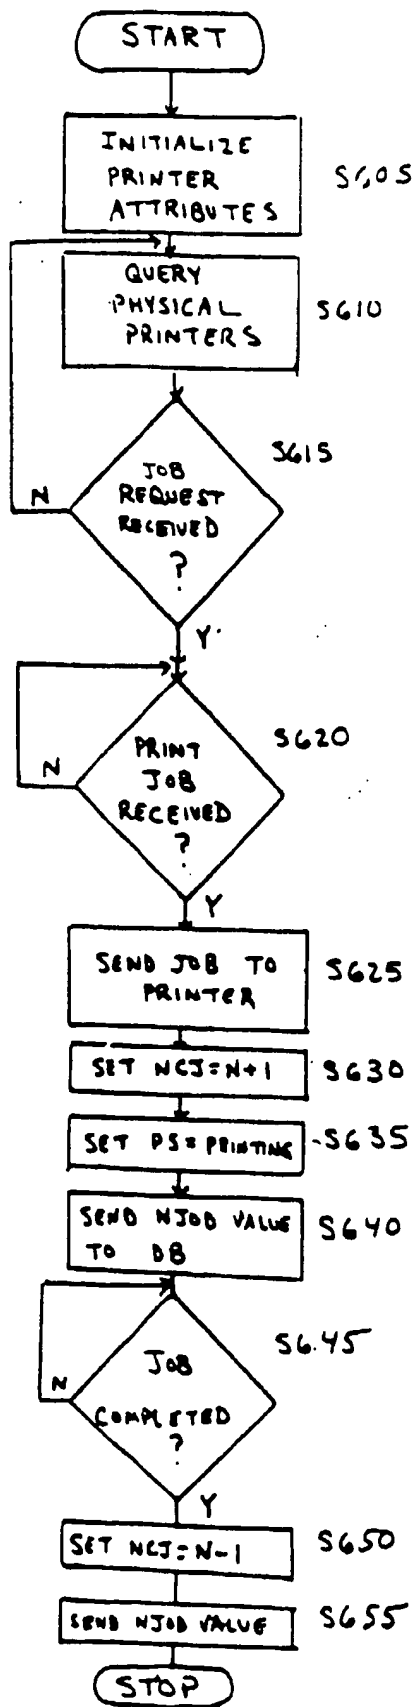 START
INITIALIZE
PRINTER
ATTRIBUTES
S605
QUERY
PHYSICAL
PRINTERS
S610
JOB
REQUEST
RECEIVED
?
S615
N
Y
PRINT
JOB
RECEIVED
?
S620
N
Y
SEND JOB TO
PRINTER
S625
SET NCJ=N+1
S630
SET PS=PRINTING
S635
SEND NJOD VALUE
TO DB
S640
JOB
COMPLETED
?
S645
N
Y
SET NCJ=N-1
S650
SEND NJOD VALUE
S655
STOP